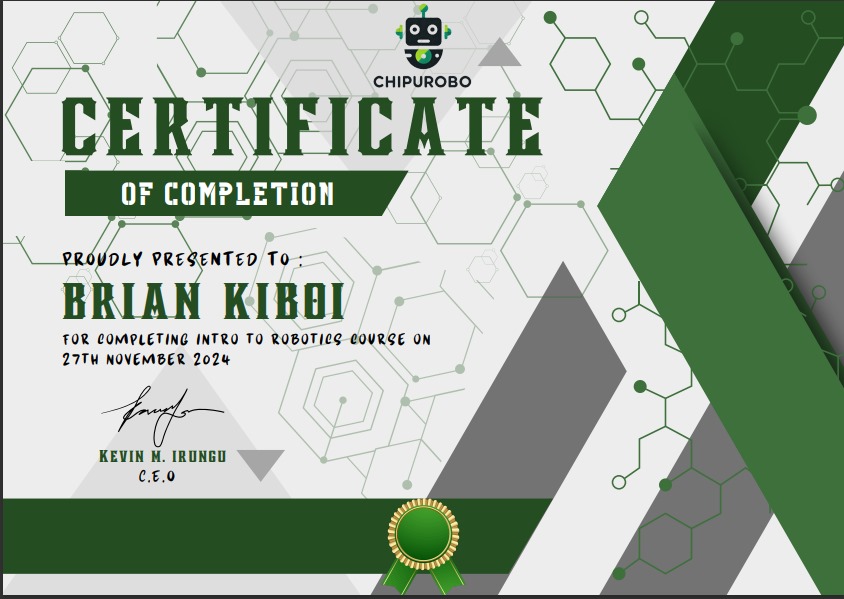 CHIPUROBO
CERTIFICATE
OF COMPLETION
PROUDLY PRESENTED TO :
BRIAN KIBOI
FOR COMPLETING INTRO TO ROBOTICS COURSE ON
27TH NOVEMBER 2024
KEVIN M. IRUNGU
C.E.O